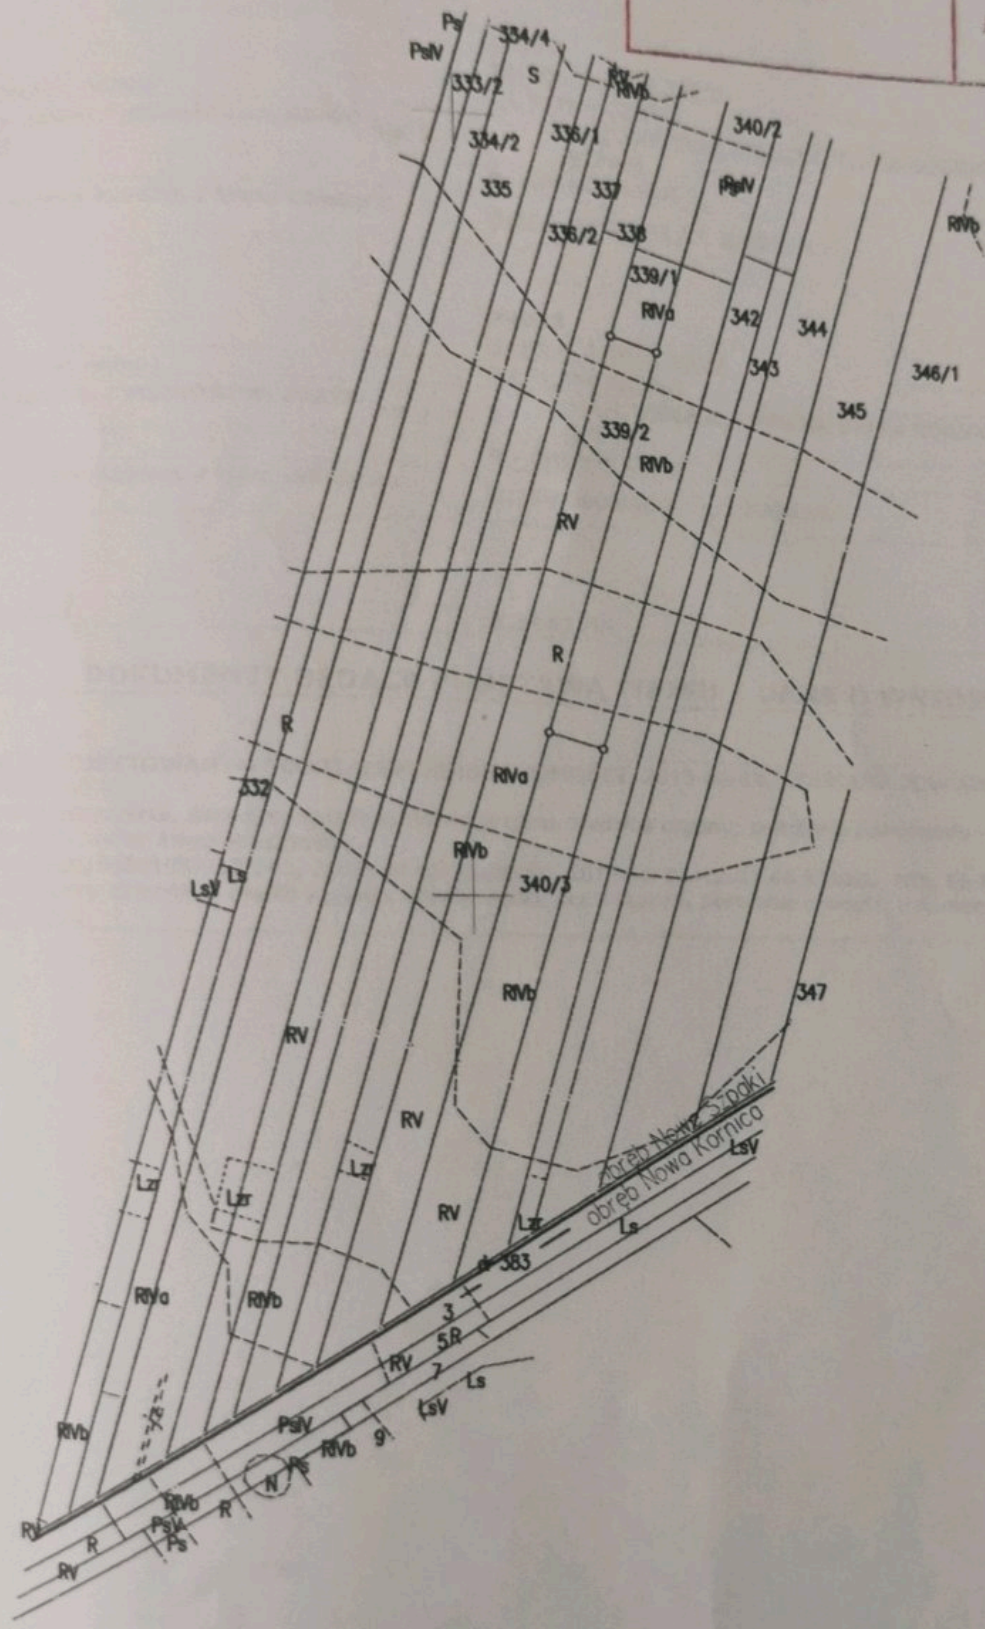 Ps
334/4
PsIV
333/2
S
RV
RIVb
334/2
336/1
340/2
335
337
PsIV
336/2
338
RIVb
339/1
RIVa
342
344
343
346/1
345
339/2
RIVb
RV
R
R
RIVa
332
RIVb
Ls
LsV
340/3
RIVb
347
RV
RV
obręb Nowe Szpaki
obręb Nowa Kornica
LsV
Lzr
Lzr
Lzr
RV
Lzr
Ls
dr 383
RIVa
RIVb
3
5
R
RV
7
Ls
LsV
PsIV
9
RIVb
RIVb
Ps
N
RIVb
R
RV
PsV
R
Ps
RV